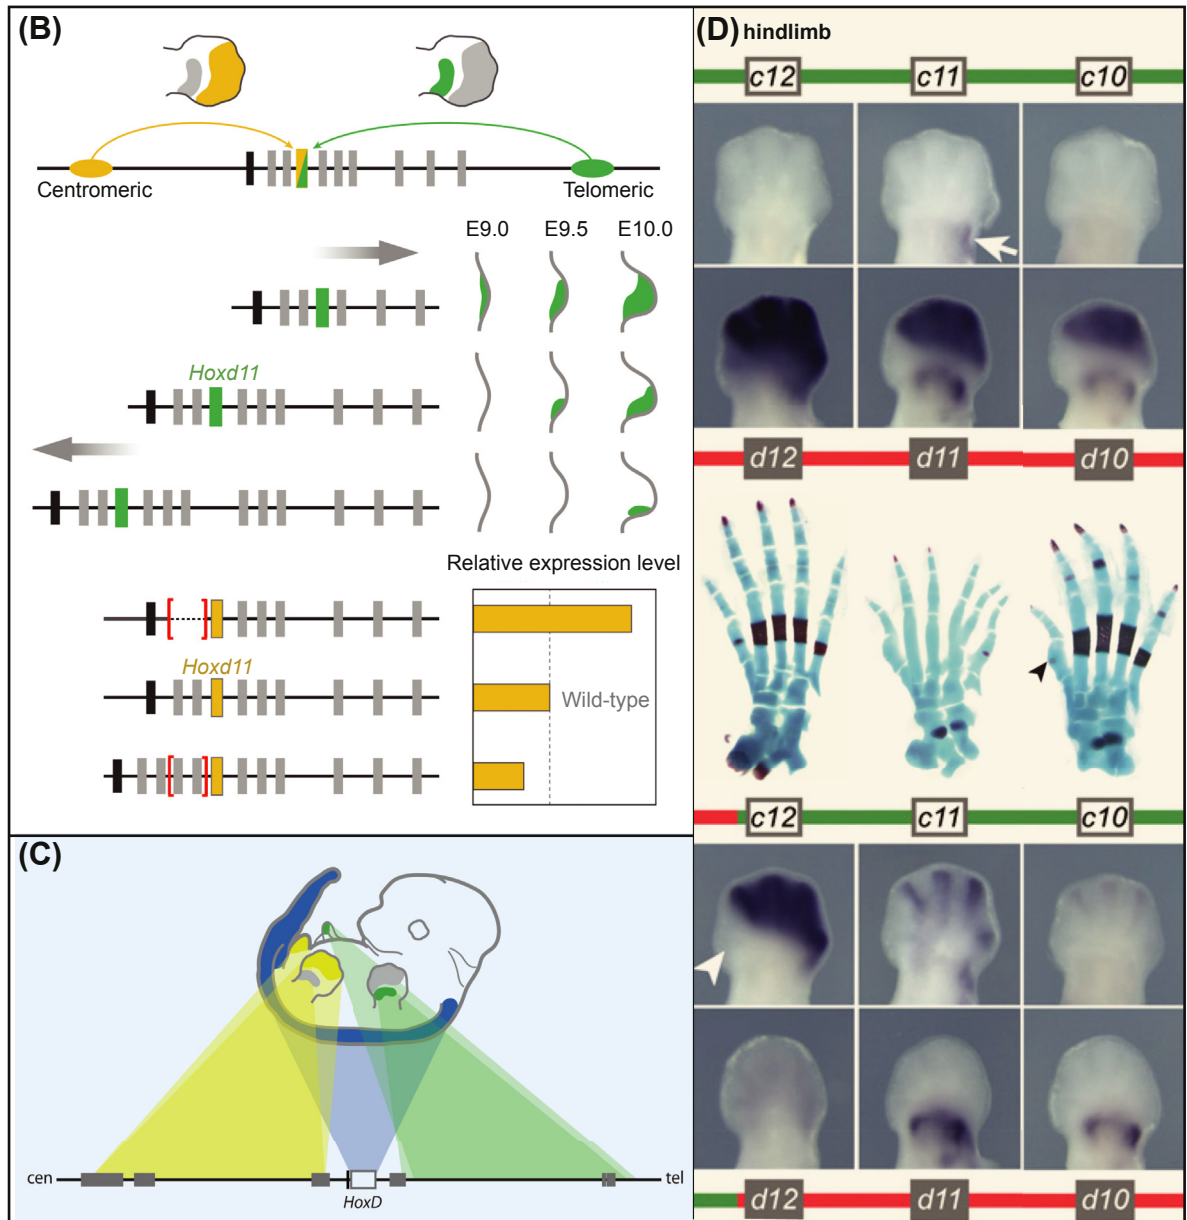 (B)
Centromeric
Telomeric
E9.0 E9.5 E10.0
Hoxd11
Relative expression level
Hoxd11
Wild-type
(C)
cen
HoxD
tel
(D) hindlimb
c12 c11 c10
d12 d11 d10
c12 c11 c10
d12 d11 d10